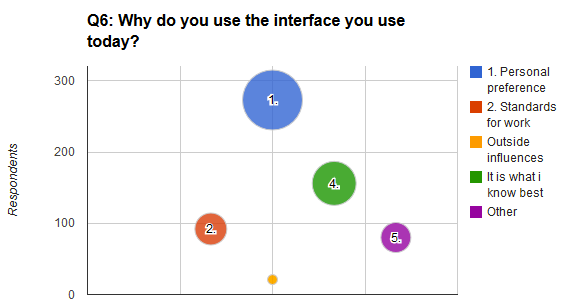 Q6: Why do you use the interface you use
today?
300
200
100
0
Respondents
1.
2.
4.
5.
1. Personal
preference
2. Standards
for work
Outside
influences
It is what i
know best
Other